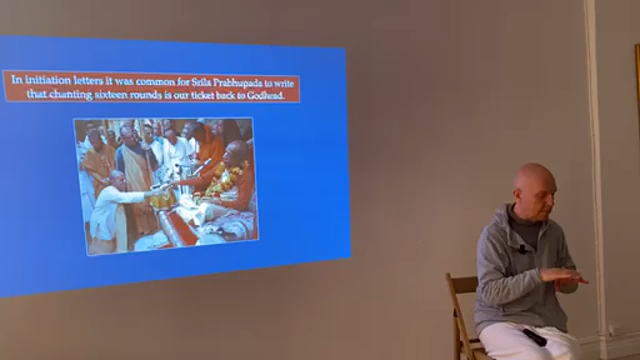 In initiation letters it was common for Srila Prabhupada to write
that chanting sixteen rounds is our ticket back to Godhead.